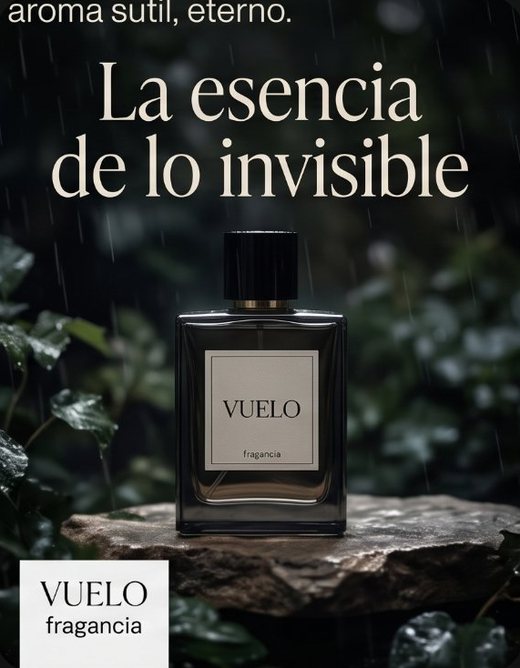 aroma sutil, eterno.
La esencia
de lo invisible
VUELO
fragancia
VUELO
fragancia